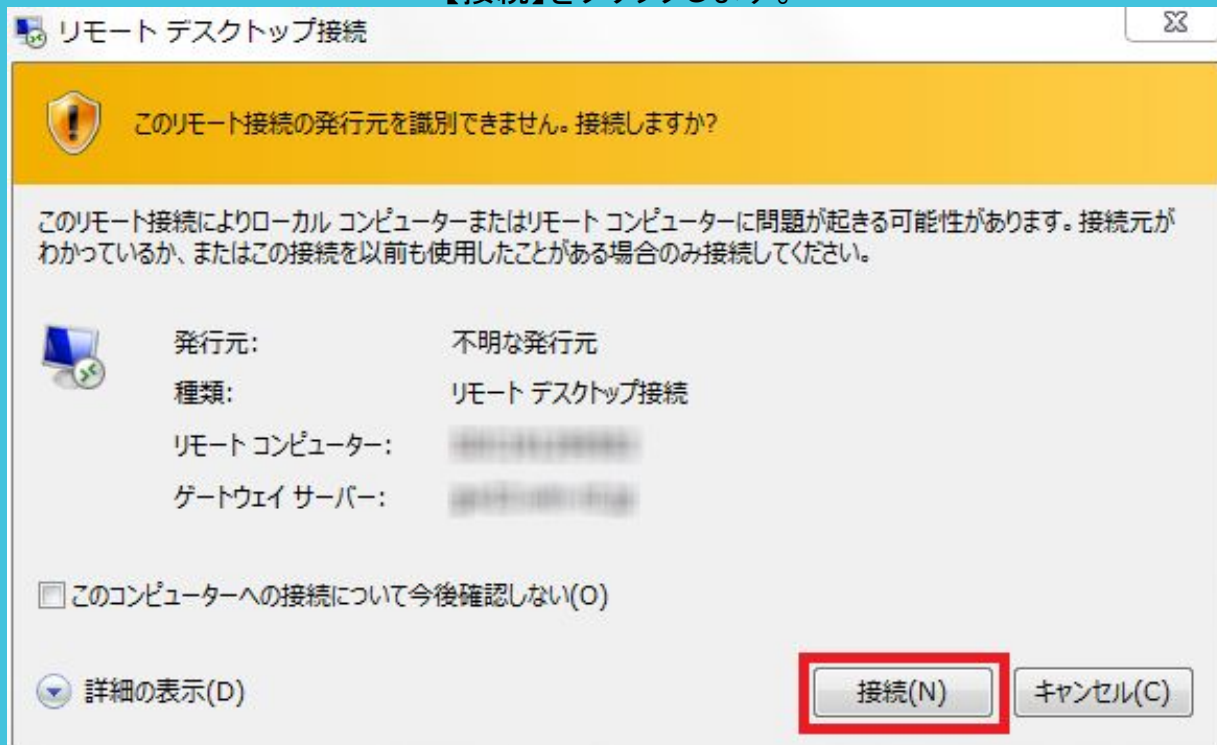 【接続】をクリックします。
リモート デスクトップ接続
このリモート接続の発行元を識別できません。接続しますか?
このリモート接続によりローカル コンピューターまたはリモート コンピューターに問題が起きる可能性があります。接続元が
わかっているか、またはこの接続を以前も使用したことがある場合のみ接続してください。
発行元: 不明な発行元
種類: リモート デスクトップ接続
リモート コンピューター:
ゲートウェイ サーバー:
このコンピューターへの接続について今後確認しない(O)
詳細の表示(D) 接続(N) キャンセル(C)